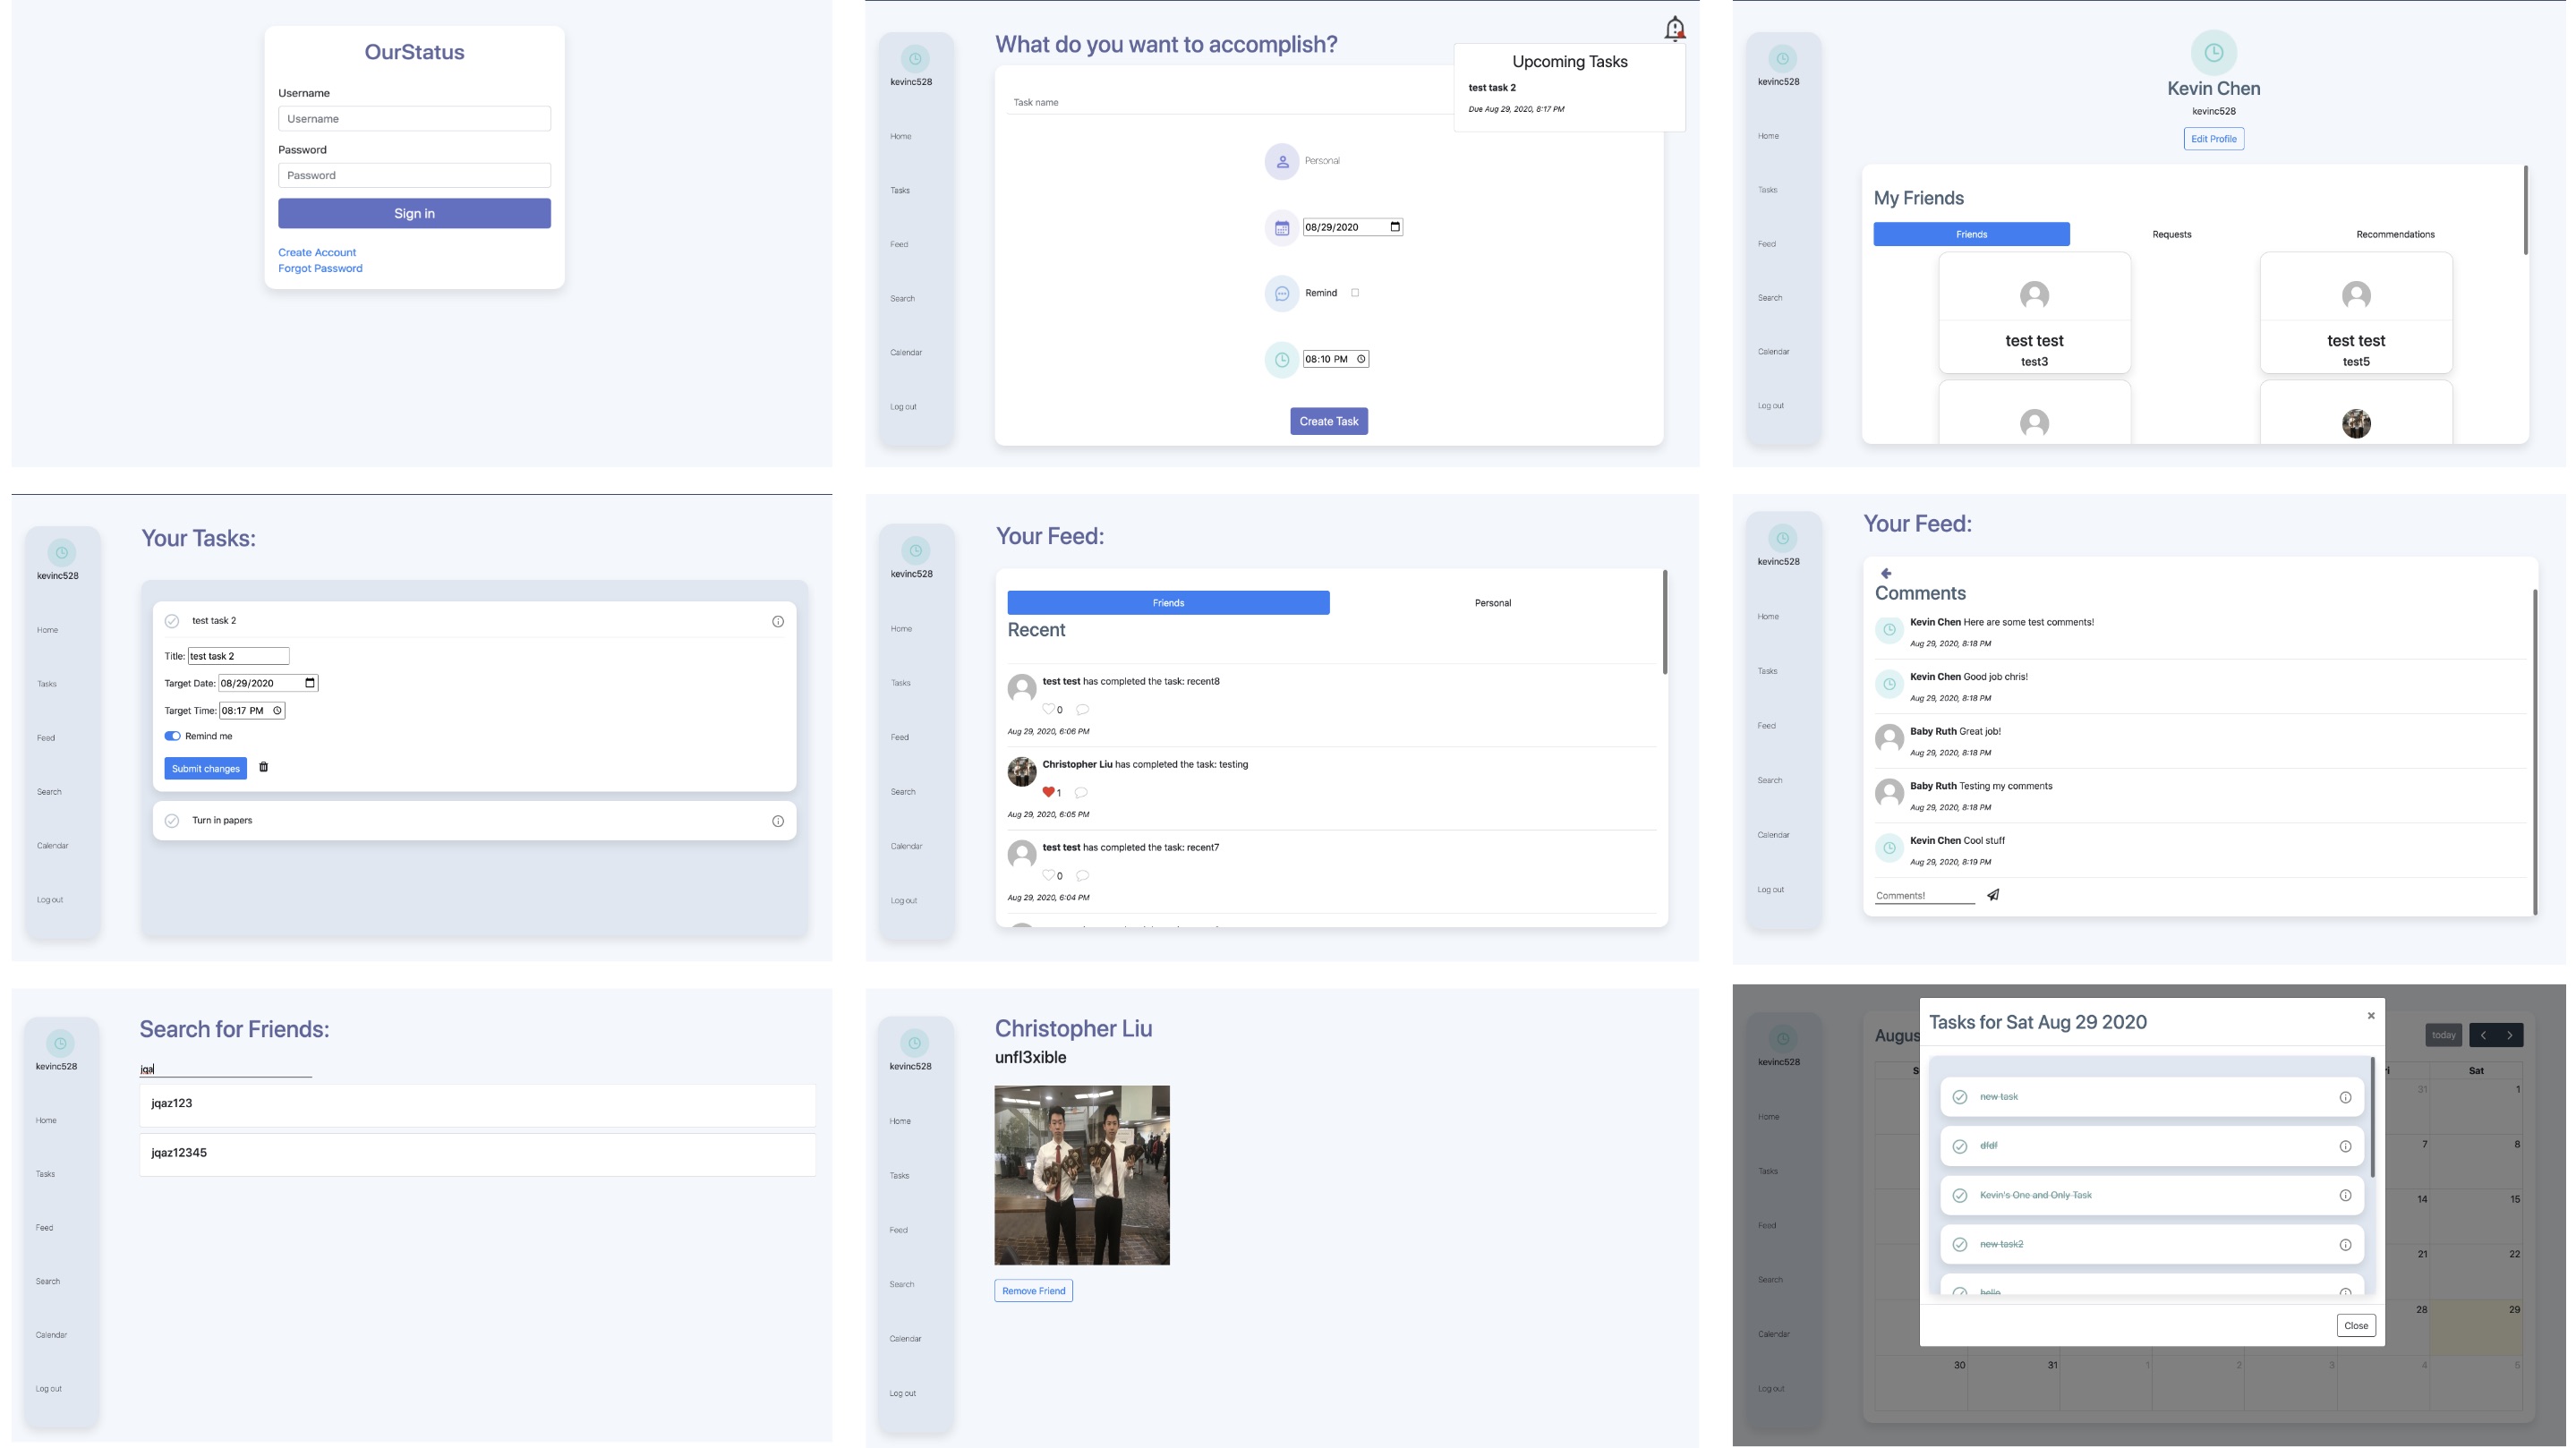 OurStatus
Username
Username
Password
Password
Sign in
Create Account
Forgot Password
kevinc528
Home
Tasks
Feed
Search
Calendar
Log out
What do you want to accomplish?
Task name
Upcoming Tasks
test task 2
Due Aug 29, 2020, 8:17 PM
Personal
08/29/2020
Remind
08:10 PM
Create Task
kevinc528
Home
Tasks
Feed
Search
Calendar
Log out
Kevin Chen
kevinc528
Edit Profile
My Friends
Friends Requests Recommendations
test test test test
test3 test5
kevinc528
Home
Tasks
Feed
Search
Calendar
Log out
Your Tasks:
test task 2
Title: test task 2
Target Date: 08/29/2020
Target Time: 08:17 PM
Remind me
Submit changes
Turn in papers
kevinc528
Home
Tasks
Feed
Search
Calendar
Log out
Your Feed:
Friends Personal
Recent
test test has completed the task: recent8
0
Aug 29, 2020, 6:06 PM
Christopher Liu has completed the task: testing
1
Aug 29, 2020, 6:05 PM
test test has completed the task: recent7
0
Aug 29, 2020, 6:04 PM
kevinc528
Home
Tasks
Feed
Search
Calendar
Log out
Your Feed:
Comments
Kevin Chen Here are some test comments!
Aug 29, 2020, 8:18 PM
Kevin Chen Good job chris!
Aug 29, 2020, 8:18 PM
Baby Ruth Great job!
Aug 29, 2020, 8:18 PM
Baby Ruth Testing my comments
Aug 29, 2020, 8:18 PM
Kevin Chen Cool stuff
Aug 29, 2020, 8:19 PM
Comments!
kevinc528
Home
Tasks
Feed
Search
Calendar
Log out
Search for Friends:
jqa
jqaz123
jqaz12345
kevinc528
Home
Tasks
Feed
Search
Calendar
Log out
Christopher Liu
unfl3xible
Remove Friend
kevinc528
Home
Tasks
Feed
Search
Calendar
Log out
Augus
today
S ri Sat
31 1
7 8
14 15
21 22
28 29
30 31 1 2 3 4 5
Tasks for Sat Aug 29 2020
×
new task
dfdf
Kevin's One and Only Task
new task2
hello
Close